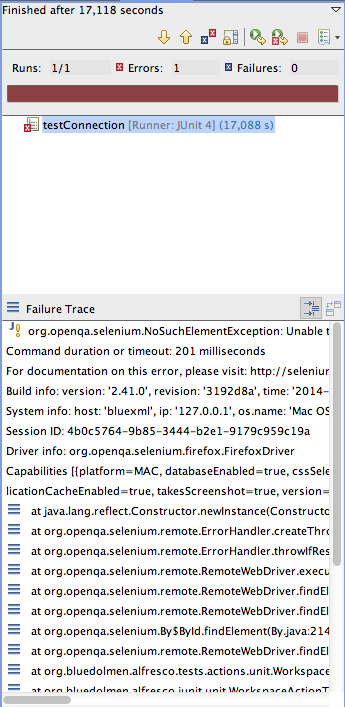 Finished after 17,118 seconds
Runs: 1/1 Errors: 1 Failures: 0
testConnection [Runner: JUnit 4] (17,088 s)
Failure Trace
org.openqa.selenium.NoSuchElementException: Unable t
Command duration or timeout: 201 milliseconds
For documentation on this error, please visit: http://seleniun
Build info: version: '2.41.0', revision: '3192d8a', time: '2014-
System info: host: 'bluexml', ip: '127.0.0.1', os.name: 'Mac OS
Session ID: 4b0c5764-9b85-3444-b2e1-9179c959c19a
Driver info: org.openqa.selenium.firefox.FirefoxDriver
Capabilities [{platform=MAC, databaseEnabled=true, cssSele
licationCacheEnabled=true, takesScreenshot=true, version=
at java.lang.reflect.Constructor.newInstance(Constructo
at org.openqa.selenium.remote.ErrorHandler.createThro
at org.openqa.selenium.remote.ErrorHandler.throwIfRes
at org.openqa.selenium.remote.RemoteWebDriver.execu
at org.openqa.selenium.remote.RemoteWebDriver.findEl
at org.openqa.selenium.remote.RemoteWebDriver.findEl
at org.openqa.selenium.By$ById.findElement(By.java:214
at org.openqa.selenium.remote.RemoteWebDriver.findEl
at org.bluedolmen.alfresco.tests.actions.unit.Workspace
at org.bluedolmen.junit.unit.WorkspaceActionT